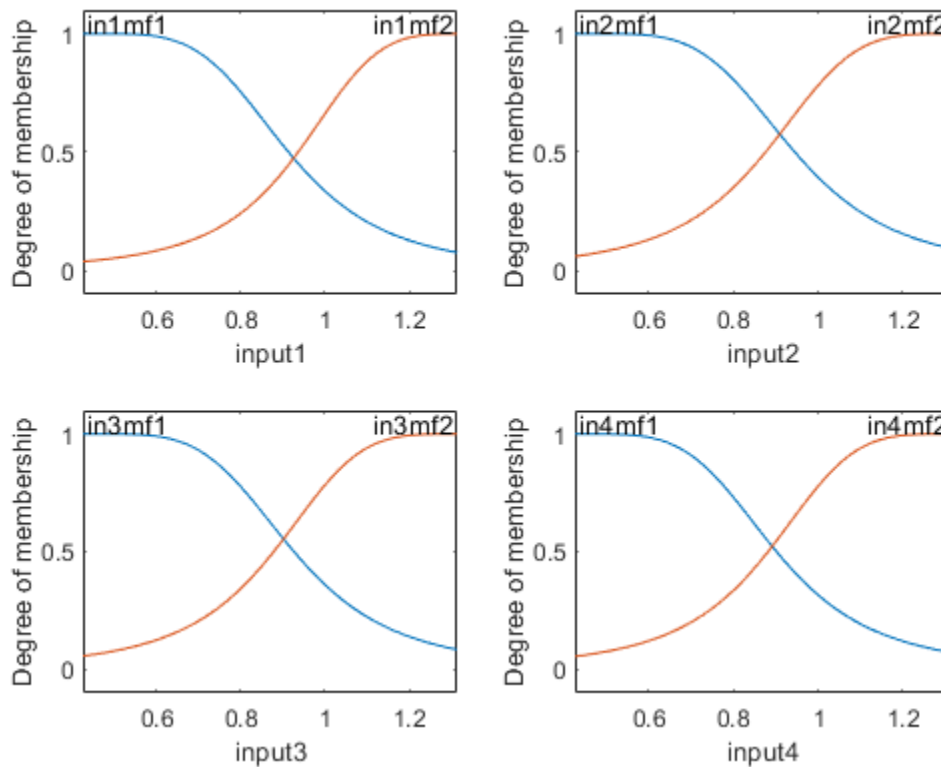 in1mf1 in1mf2
1
0.5
0
Degree of membership
0.6 0.8 1 1.2
input1
in2mf1 in2mf2
1
0.5
0
Degree of membership
0.6 0.8 1 1.2
input2
in3mf1 in3mf2
1
0.5
0
Degree of membership
0.6 0.8 1 1.2
input3
in4mf1 in4mf2
1
0.5
0
Degree of membership
0.6 0.8 1 1.2
input4